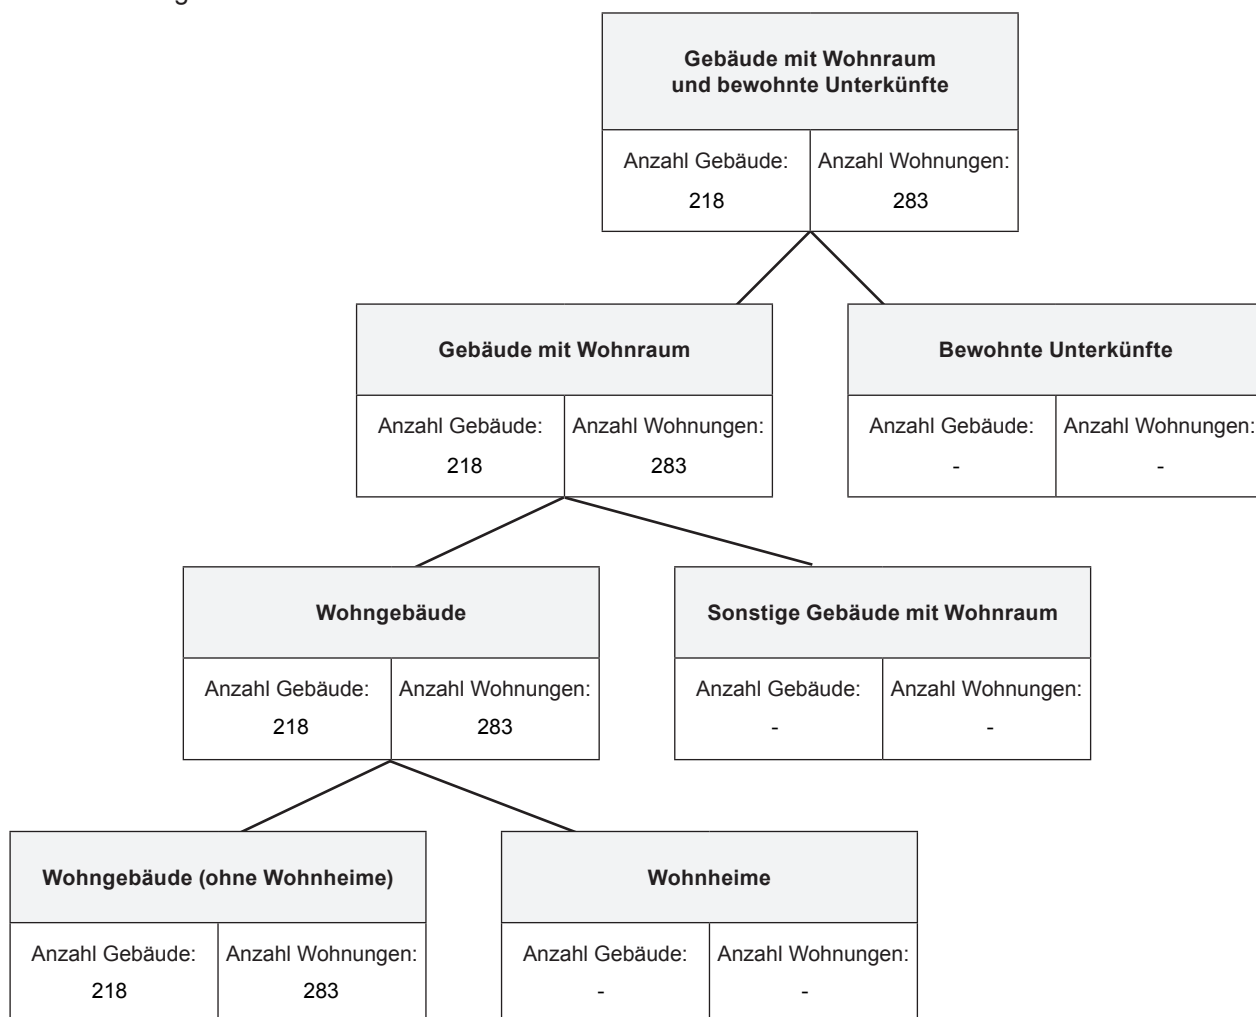 Gebäude mit Wohnraum
und bewohnte Unterkünfte
Anzahl Gebäude: Anzahl Wohnungen:
218 283
Gebäude mit Wohnraum
Anzahl Gebäude: Anzahl Wohnungen:
218 283
Bewohnte Unterkünfte
Anzahl Gebäude: Anzahl Wohnungen:
- -
Wohngebäude
Anzahl Gebäude: Anzahl Wohnungen:
218 283
Sonstige Gebäude mit Wohnraum
Anzahl Gebäude: Anzahl Wohnungen:
- -
Wohngebäude (ohne Wohnheime)
Anzahl Gebäude: Anzahl Wohnungen:
218 283
Wohnheime
Anzahl Gebäude: Anzahl Wohnungen:
- -